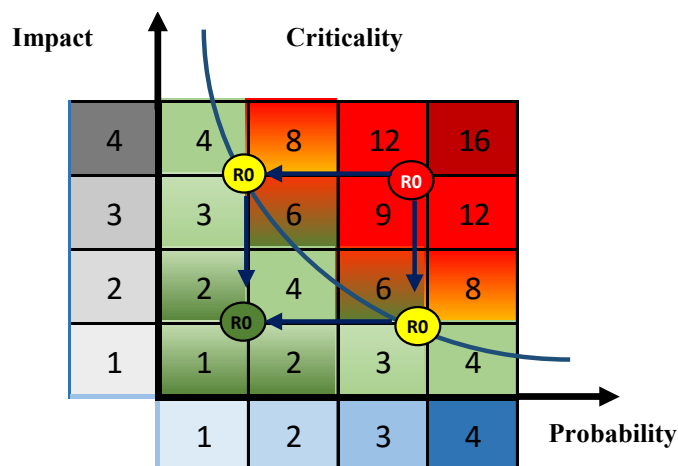 Impact Criticality
4 4 8 12 16
R0 R0
3 3 6 9 12
2 2 4 6 8
R0 R0
1 1 2 3 4
1 2 3 4 Probability